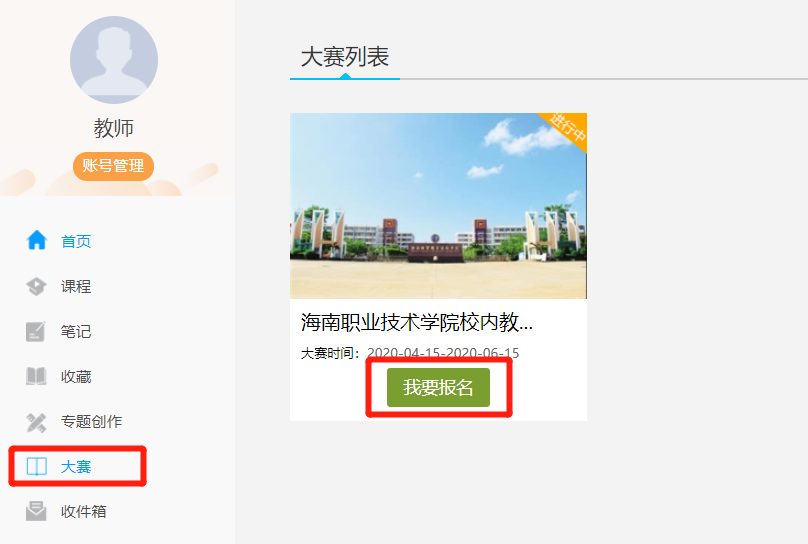 教师
账号管理
首页
课程
笔记
收藏
专题创作
大赛
收件箱
大赛列表
进行中
海南职业技术学院校内教...
大赛时间：2020-04-15-2020-06-15
我要报名